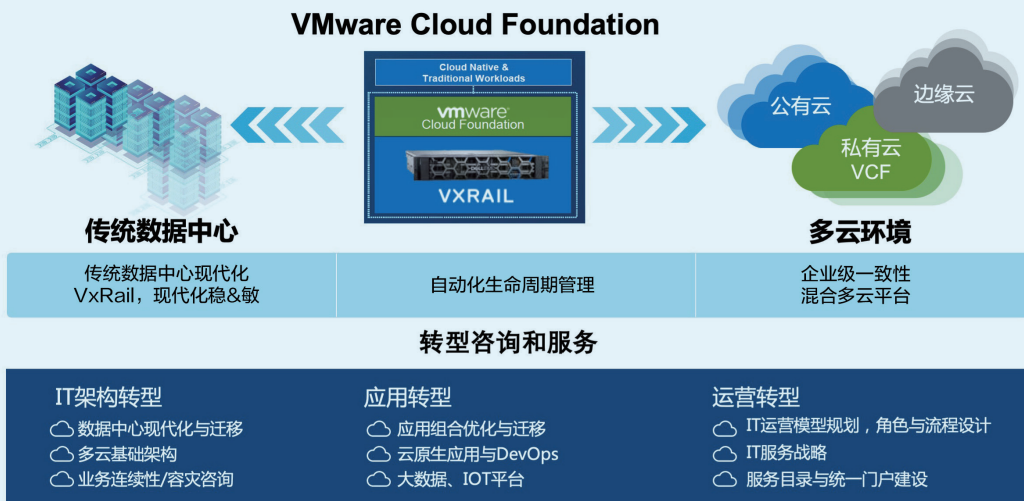 VMware Cloud Foundation
Cloud Native &
Traditional Workloads
vmware
Cloud Foundation
DELL
VXRAIL
公有云
边缘云
私有云
VCF
传统数据中心
多云环境
传统数据中心现代化
VxRail，现代化稳&敏
自动化生命周期管理
企业级一致性
混合多云平台
转型咨询和服务
IT架构转型
数据中心现代化与迁移
多云基础架构
业务连续性/容灾咨询
应用转型
应用组合优化与迁移
云原生应用与DevOps
大数据、IOT平台
运营转型
IT运营模型规划，角色与流程设计
IT服务战略
服务目录与统一门户建设